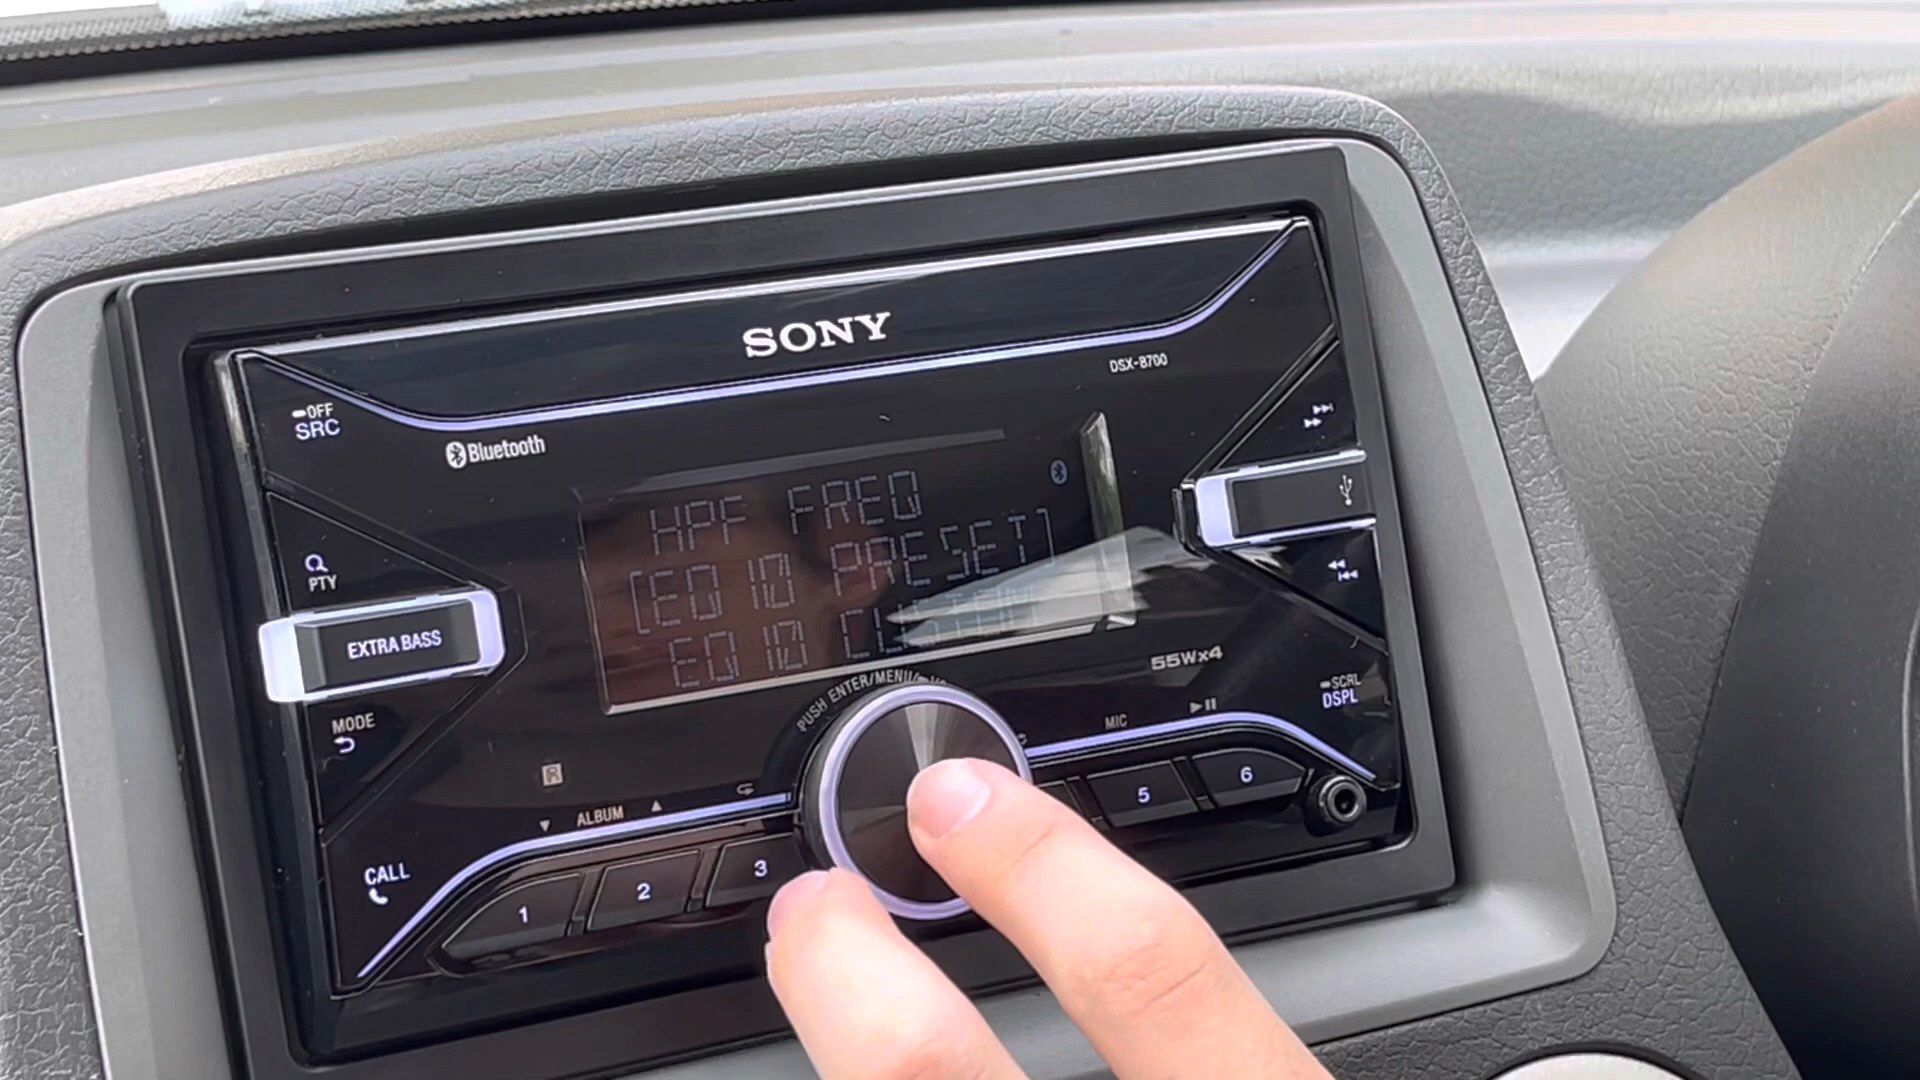 SONY
DSX-B700
OFF
SRC
Bluetooth
HPF FREQ
[EQ10 PRESET]
EQ10 CUSTOM
PTY
EXTRA BASS
MODE
PUSH ENTER/MENU/
55W×4
SCRL
DSPL
MIC
ALBUM
R
CALL
1
2
3
5
6